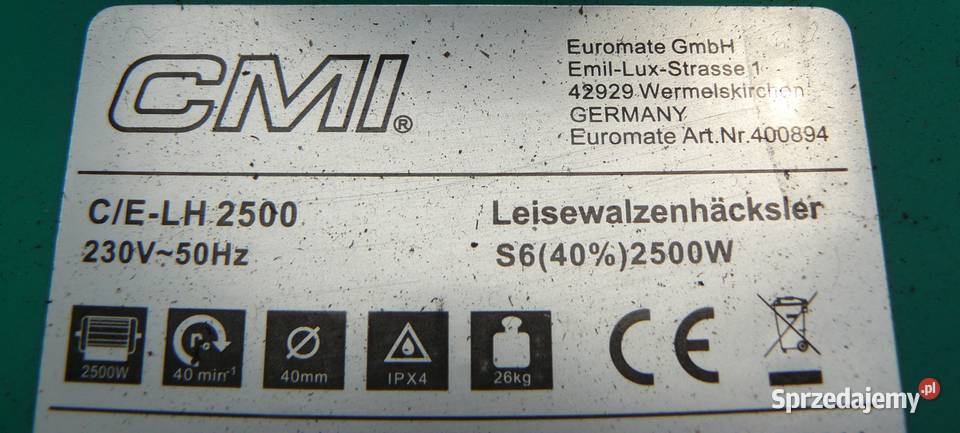 CMI®
Euromate GmbH
Emil-Lux-Strasse 1
42929 Wermelskirchen
GERMANY
Euromate Art.Nr.400894
C/E-LH 2500
Leisewalzenhäcksler
230V~50Hz
S6(40%)2500W
2500W
n₀
40 min⁻¹
40mm
IPX4
26kg
CE
Sprzedajemy.pl